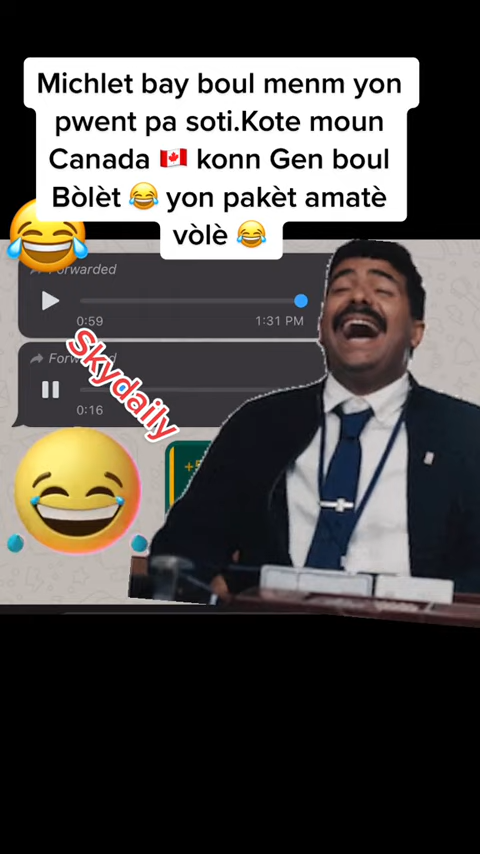 Michlet bay boul menm yon
pwent pa soti.Kote moun
Canada 🇨🇦 konn Gen boul
Bòlèt 😂 yon pakèt amatè
vòlè 😂
Forwarded
0:59 1:31 PM
Skydaily
0:16